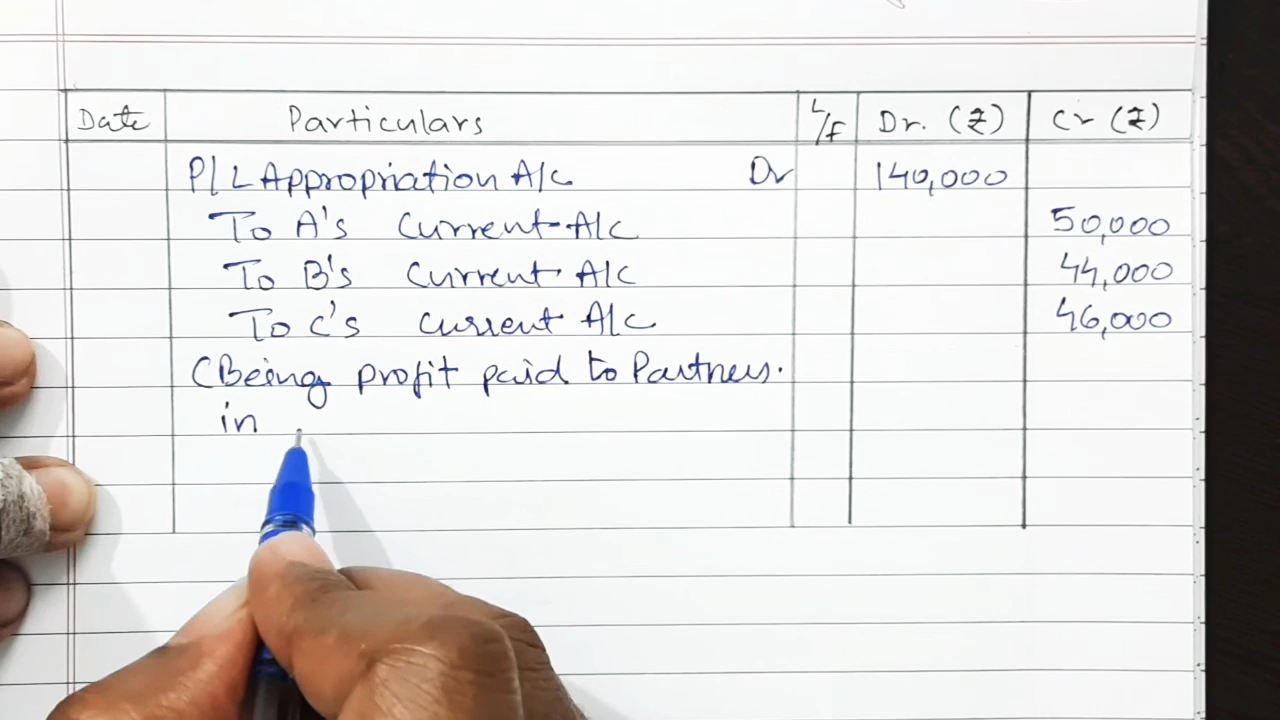 Date Particulars L/F Dr. (₹) Cr (₹)
P/L Appropriation A/c Dr 140,000
To A's Current A/c 50,000
To B's Current A/c 44,000
To C's Current A/c 46,000
(Being profit paid to Partners.
in